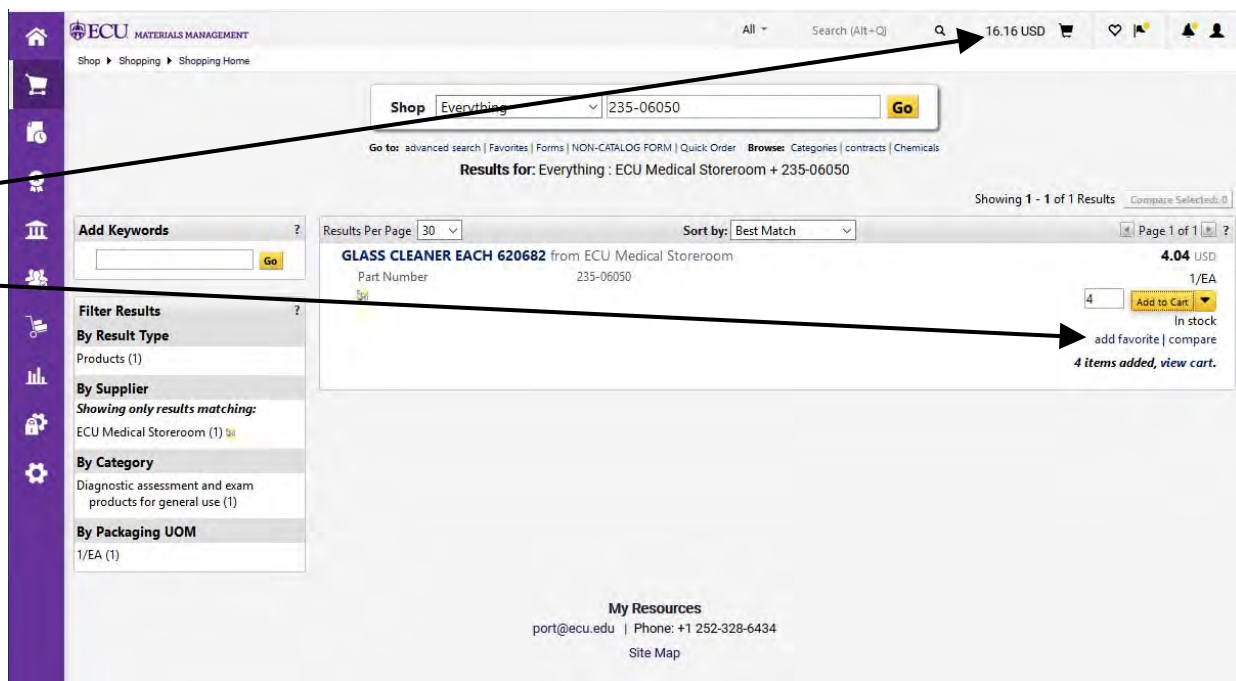 ECU MATERIALS MANAGEMENT
All
Search (Alt+Q)
16.16 USD
Shop Shopping Shopping Home
Shop Everything 235-06050 Go
Go to: advanced search | Favorites | Forms | NON-CATALOG FORM | Quick Order Browse: Categories | contracts | Chemicals
Results for: Everything : ECU Medical Storeroom + 235-06050
Showing 1 - 1 of 1 Results Compare Selected: 0
Add Keywords ?
Go
Filter Results ?
By Result Type
Products (1)
By Supplier
Showing only results matching:
ECU Medical Storeroom (1)
By Category
Diagnostic assessment and exam
products for general use (1)
By Packaging UOM
1/EA (1)
Results Per Page 30 Sort by: Best Match Page 1 of 1 ?
GLASS CLEANER EACH 620682 from ECU Medical Storeroom 4.04 USD
Part Number 235-06050 1/EA
4 Add to Cart
In stock
add favorite | compare
4 items added, view cart.
My Resources
port@ecu.edu | Phone: +1 252-328-6434
Site Map